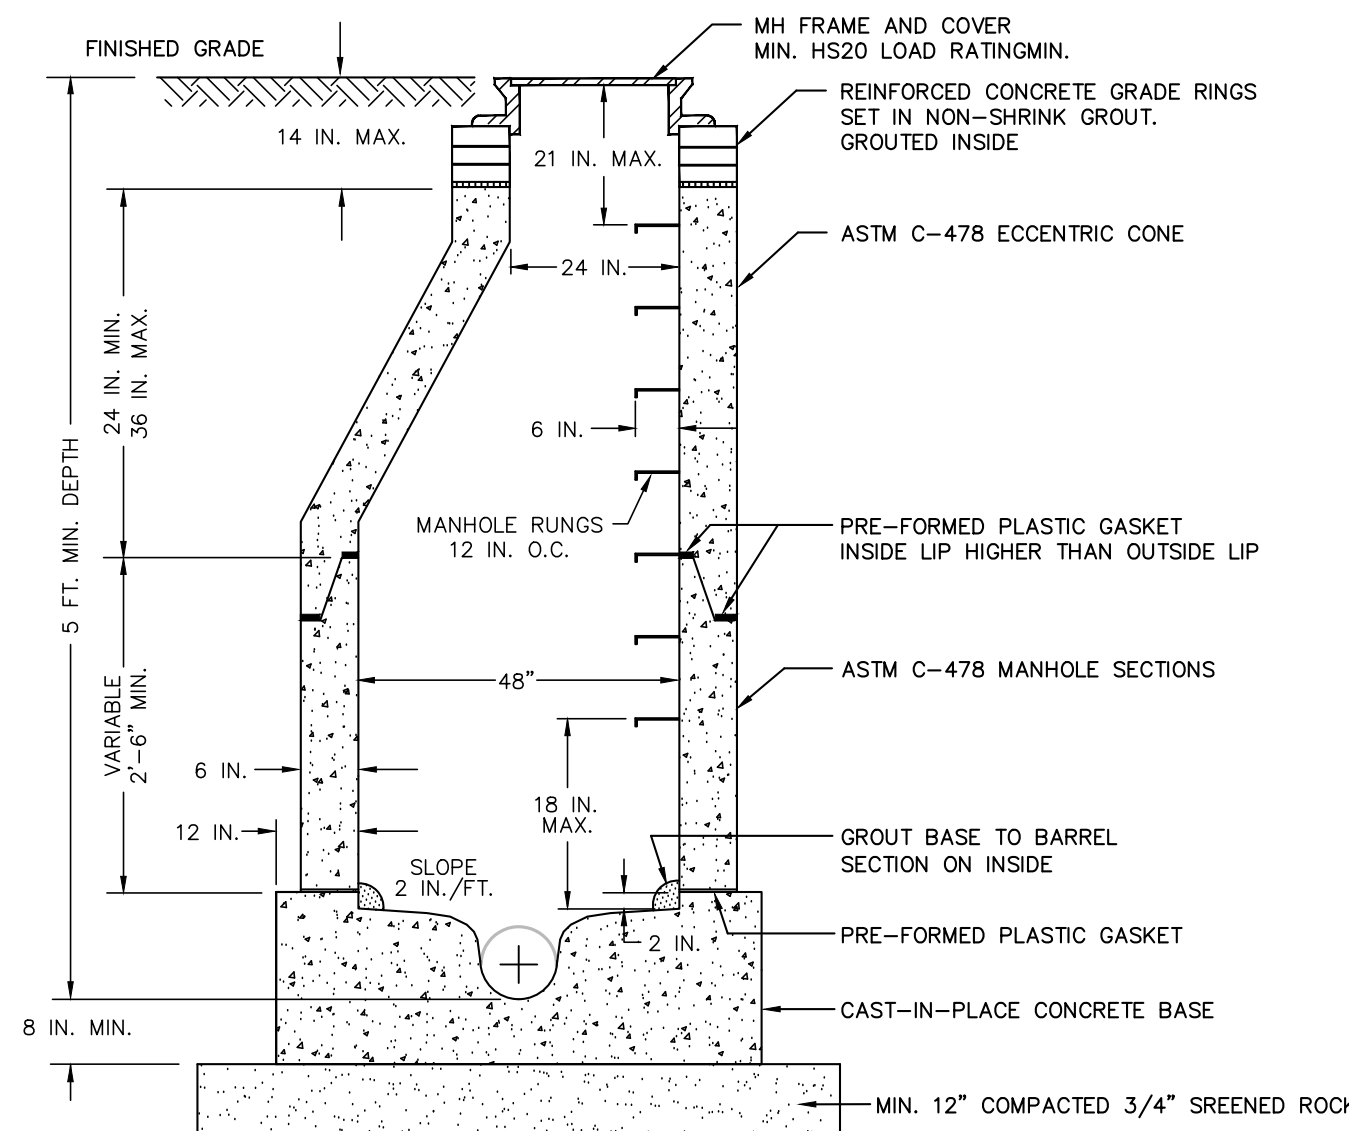 MH FRAME AND COVER
MIN. HS20 LOAD RATINGMIN.
FINISHED GRADE
REINFORCED CONCRETE GRADE RINGS
SET IN NON-SHRINK GROUT.
GROUTED INSIDE
14 IN. MAX.
21 IN. MAX.
ASTM C-478 ECCENTRIC CONE
24 IN.
24 IN. MIN.
36 IN. MAX.
6 IN.
5 FT. MIN. DEPTH
MANHOLE RUNGS
12 IN. O.C.
PRE-FORMED PLASTIC GASKET
INSIDE LIP HIGHER THAN OUTSIDE LIP
ASTM C-478 MANHOLE SECTIONS
48"
VARIABLE
2'-6" MIN.
6 IN.
18 IN.
MAX.
12 IN.
GROUT BASE TO BARREL
SECTION ON INSIDE
SLOPE
2 IN./FT.
2 IN.
PRE-FORMED PLASTIC GASKET
CAST-IN-PLACE CONCRETE BASE
8 IN. MIN.
MIN. 12" COMPACTED 3/4" SREENED ROCK